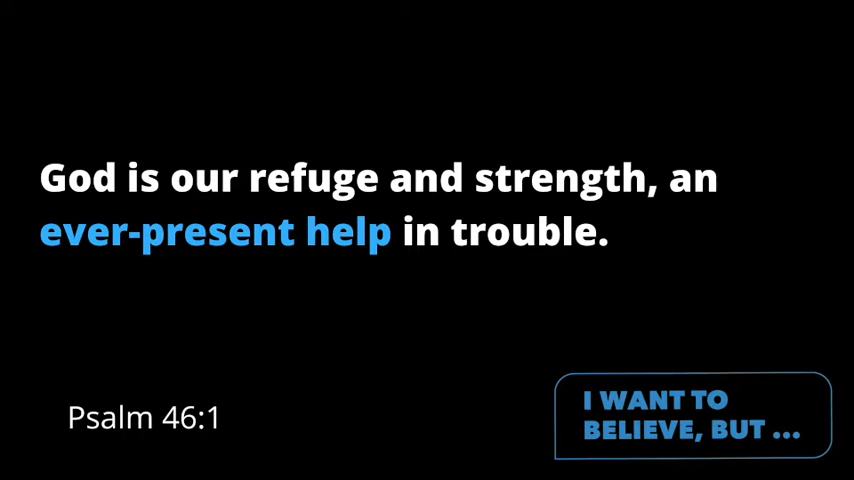 God is our refuge and strength, an
ever-present help in trouble.
Psalm 46:1
I WANT TO
BELIEVE, BUT ...